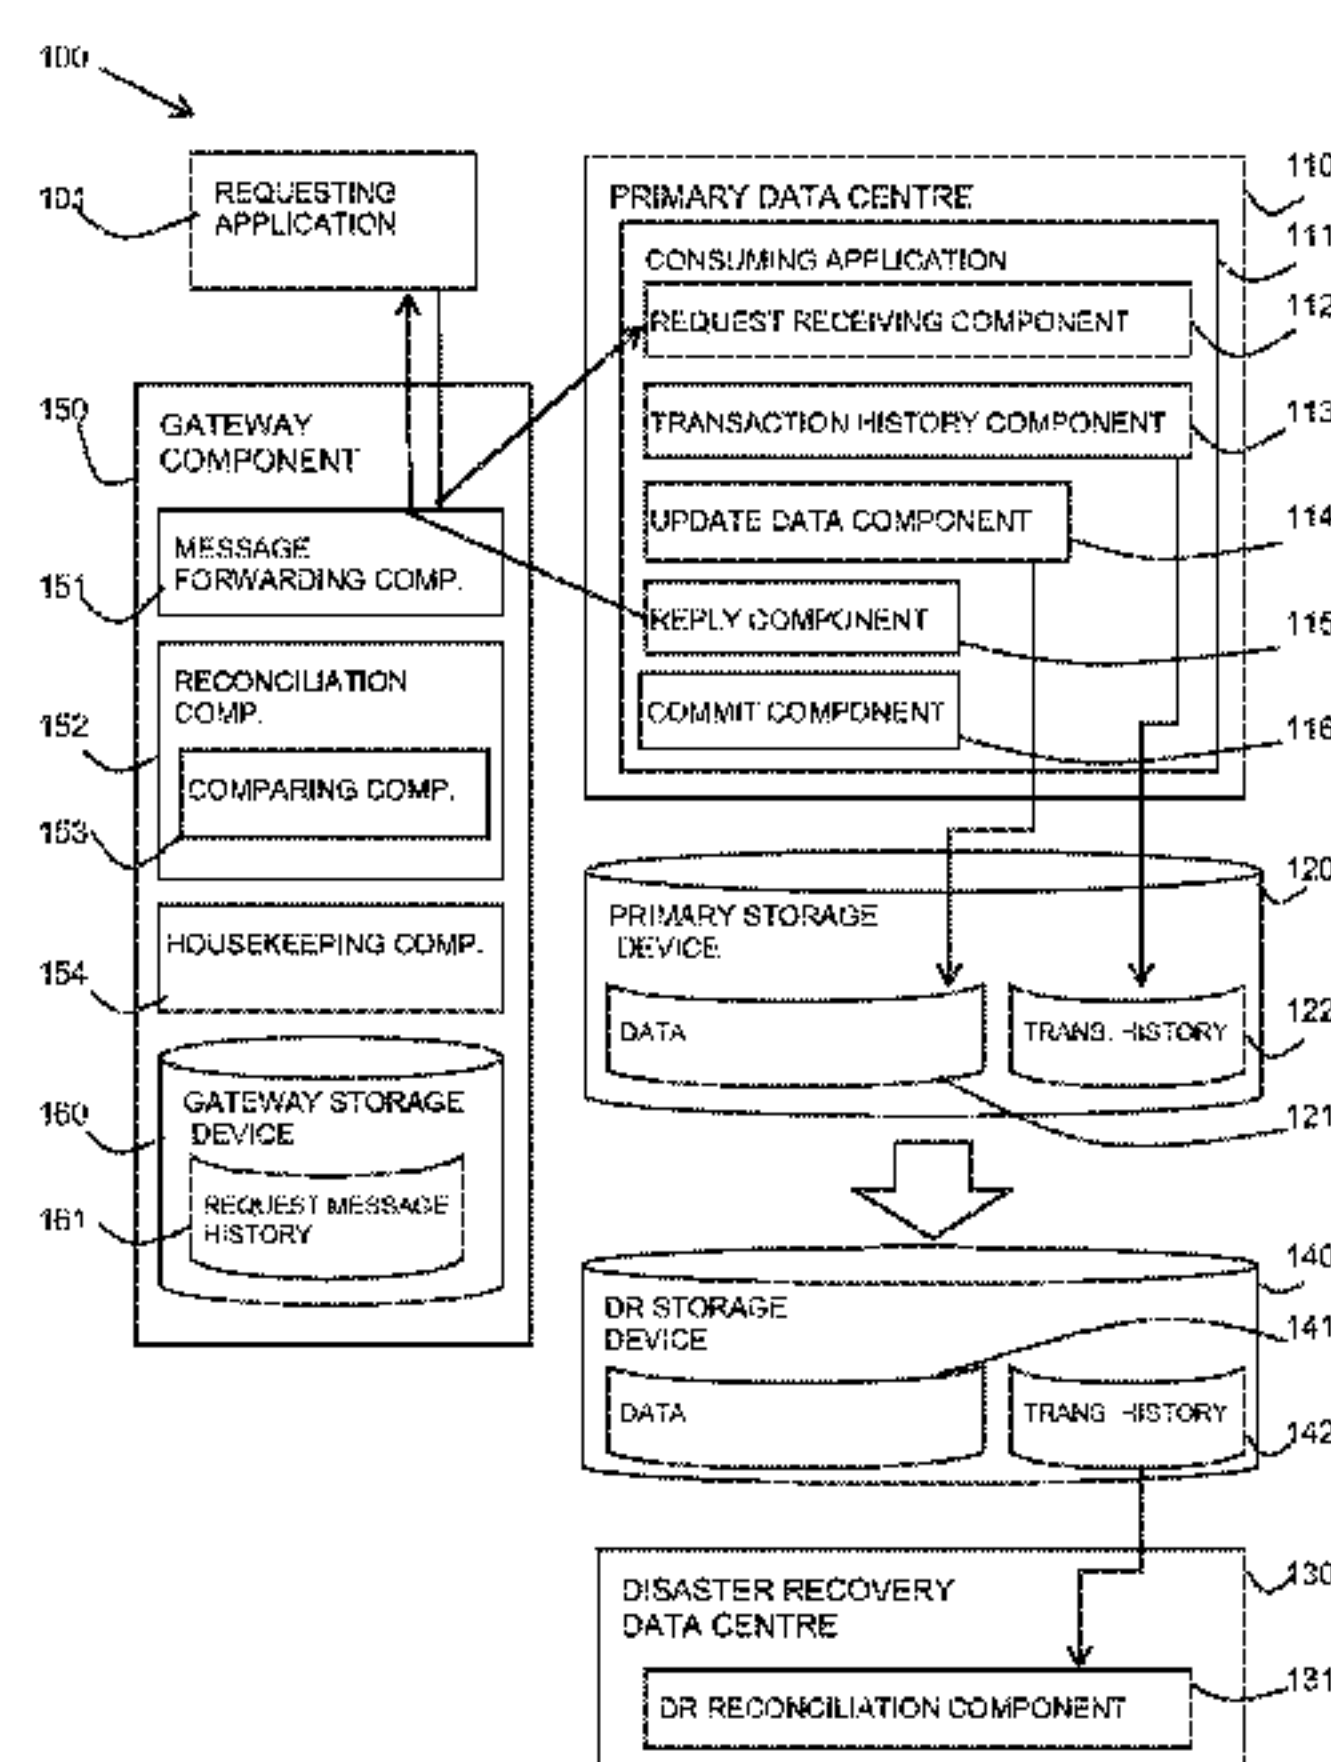 100
101
REQUESTING
APPLICATION
110
PRIMARY DATA CENTRE
111
CONSUMING APPLICATION
112
REQUEST RECEIVING COMPONENT
113
TRANSACTION HISTORY COMPONENT
114
UPDATE DATA COMPONENT
115
REPLY COMPONENT
116
COMMIT COMPONENT
150
GATEWAY
COMPONENT
151
MESSAGE
FORWARDING COMP.
152
RECONCILIATION
COMP.
153
COMPARING COMP.
154
HOUSEKEEPING COMP.
160
GATEWAY STORAGE
DEVICE
161
REQUEST MESSAGE
HISTORY
120
PRIMARY STORAGE
DEVICE
DATA
TRANS. HISTORY
122
121
140
DR STORAGE
DEVICE
141
DATA
TRANS HISTORY
142
130
DISASTER RECOVERY
DATA CENTRE
131
DR RECONCILIATION COMPONENT